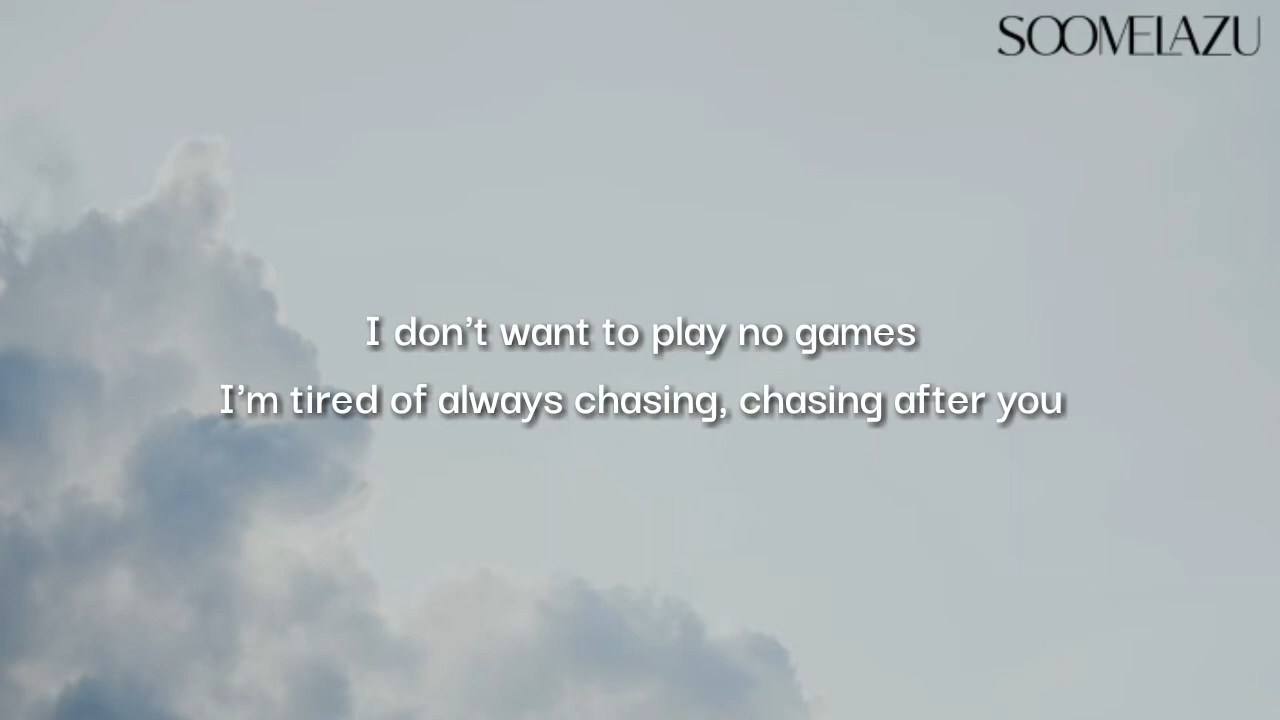 SOOMELAZU
I don't want to play no games
I'm tired of always chasing, chasing after you